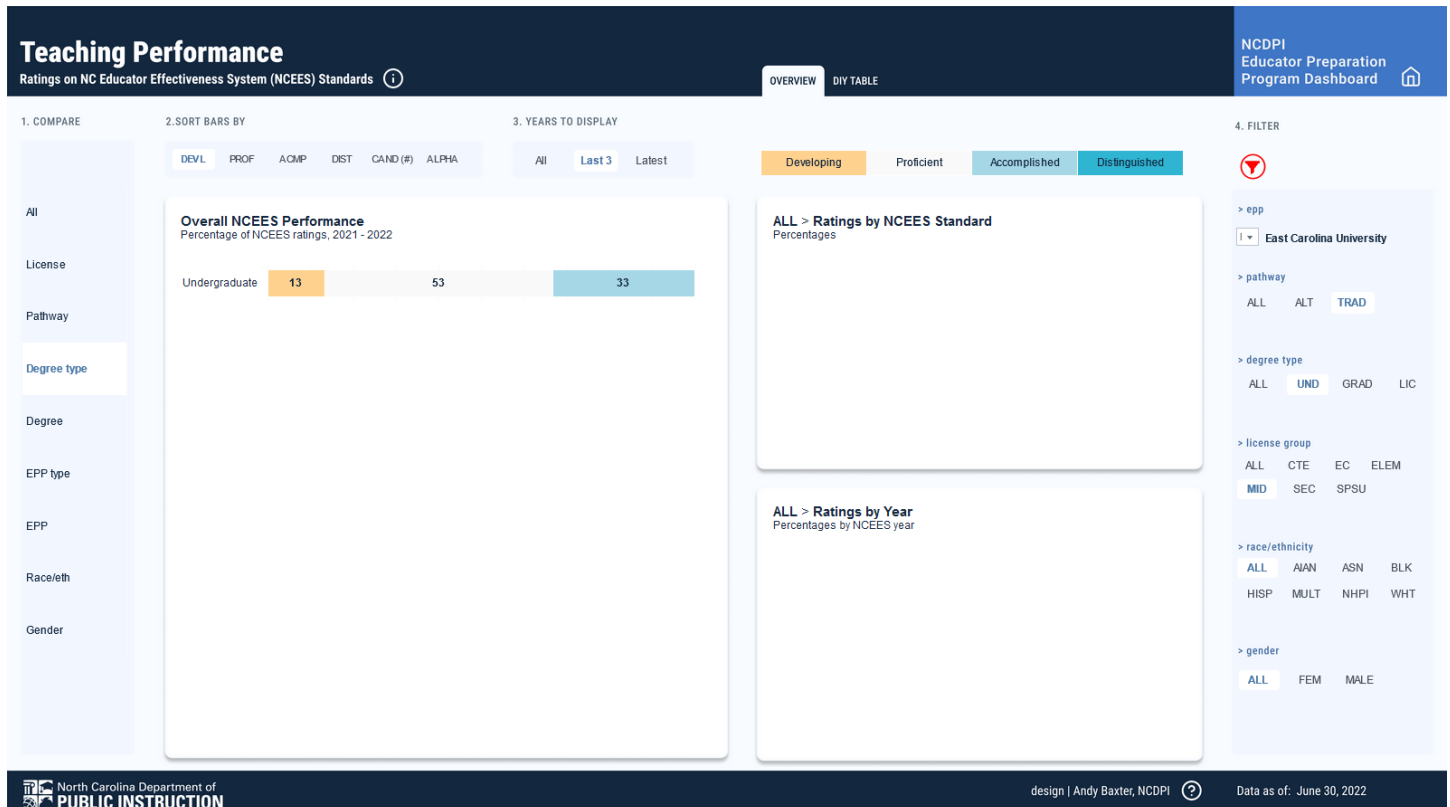 Teaching Performance
Ratings on NC Educator Effectiveness System (NCEES) Standards
OVERVIEW
DIY TABLE
NCDPI
Educator Preparation
Program Dashboard
1. COMPARE
All
License
Pathway
Degree type
Degree
EPP type
EPP
Race/eth
Gender
2.SORT BARS BY
DEVL PROF ACMP DIST CAND (#) ALPHA
3. YEARS TO DISPLAY
All Last 3 Latest
Developing Proficient Accomplished Distinguished
Overall NCEES Performance
Percentage of NCEES ratings, 2021 - 2022
Undergraduate 13 53 33
ALL > Ratings by NCEES Standard
Percentages
ALL > Ratings by Year
Percentages by NCEES year
4. FILTER
> epp
East Carolina University
> pathway
ALL ALT TRAD
> degree type
ALL UND GRAD LIC
> license group
ALL CTE EC ELEM
MID SEC SPSU
> race/ethnicity
ALL AIAN ASN BLK
HISP MULT NHPI WHT
> gender
ALL FEM MALE
North Carolina Department of
PUBLIC INSTRUCTION
design | Andy Baxter, NCDPI
?
Data as of: June 30, 2022